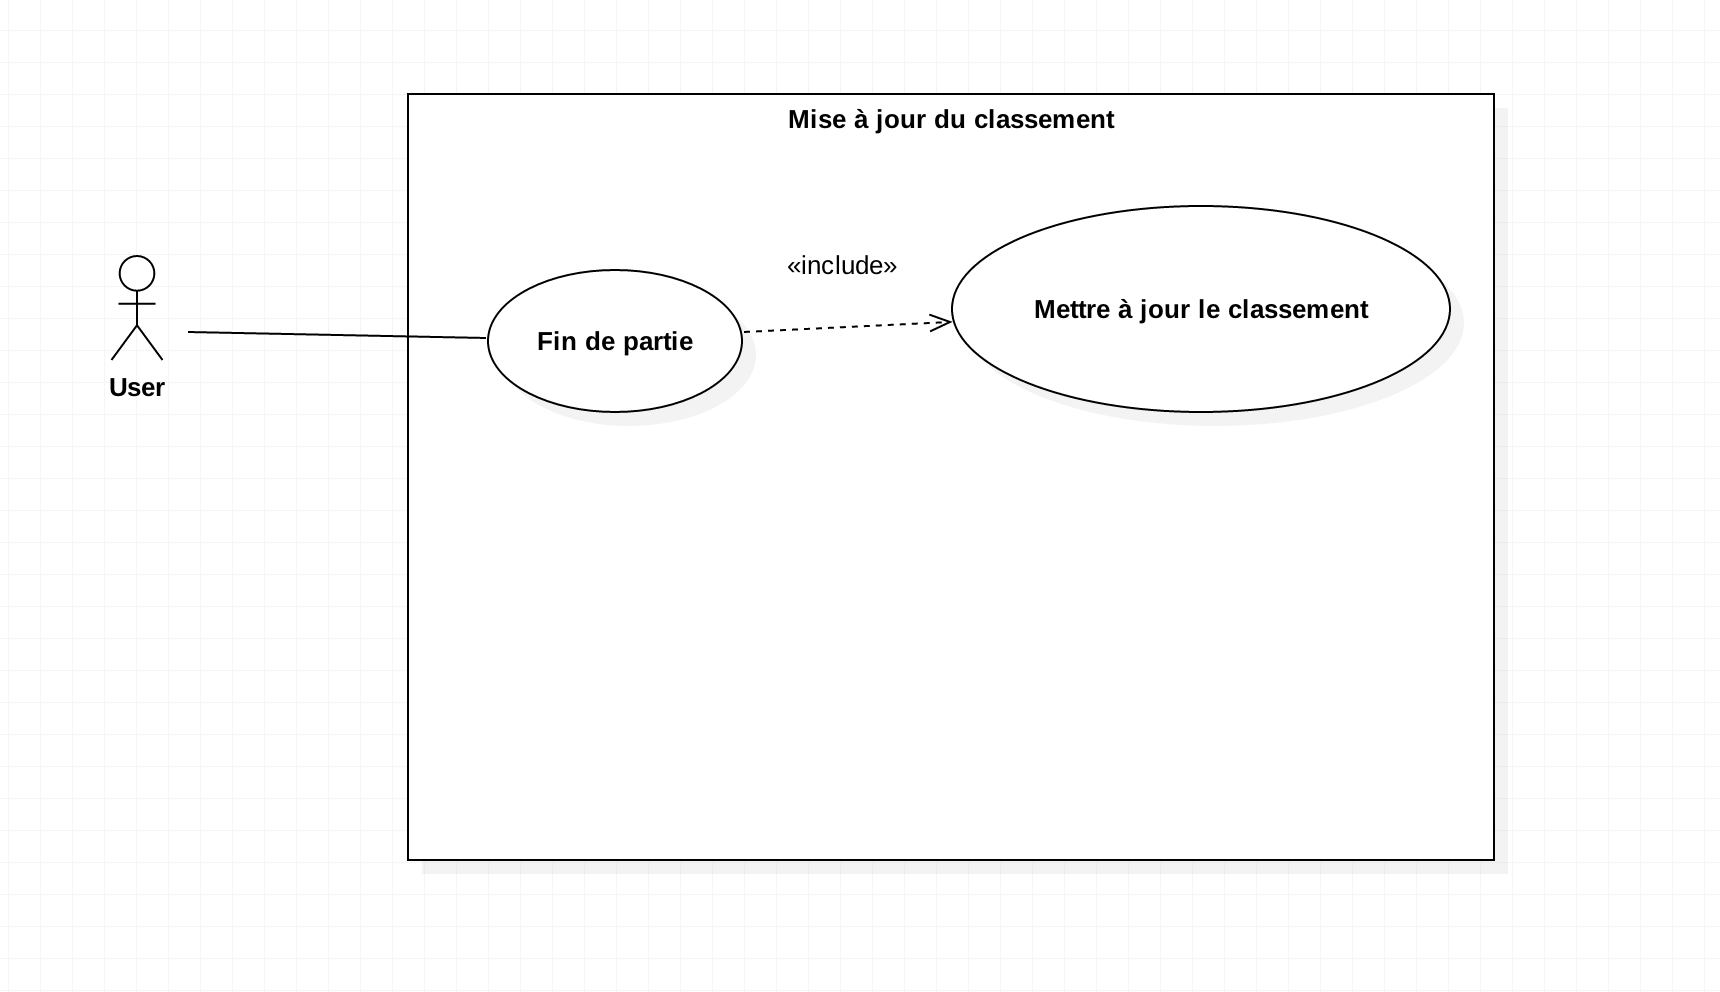 Mise à jour du classement
«include»
Fin de partie
Mettre à jour le classement
User